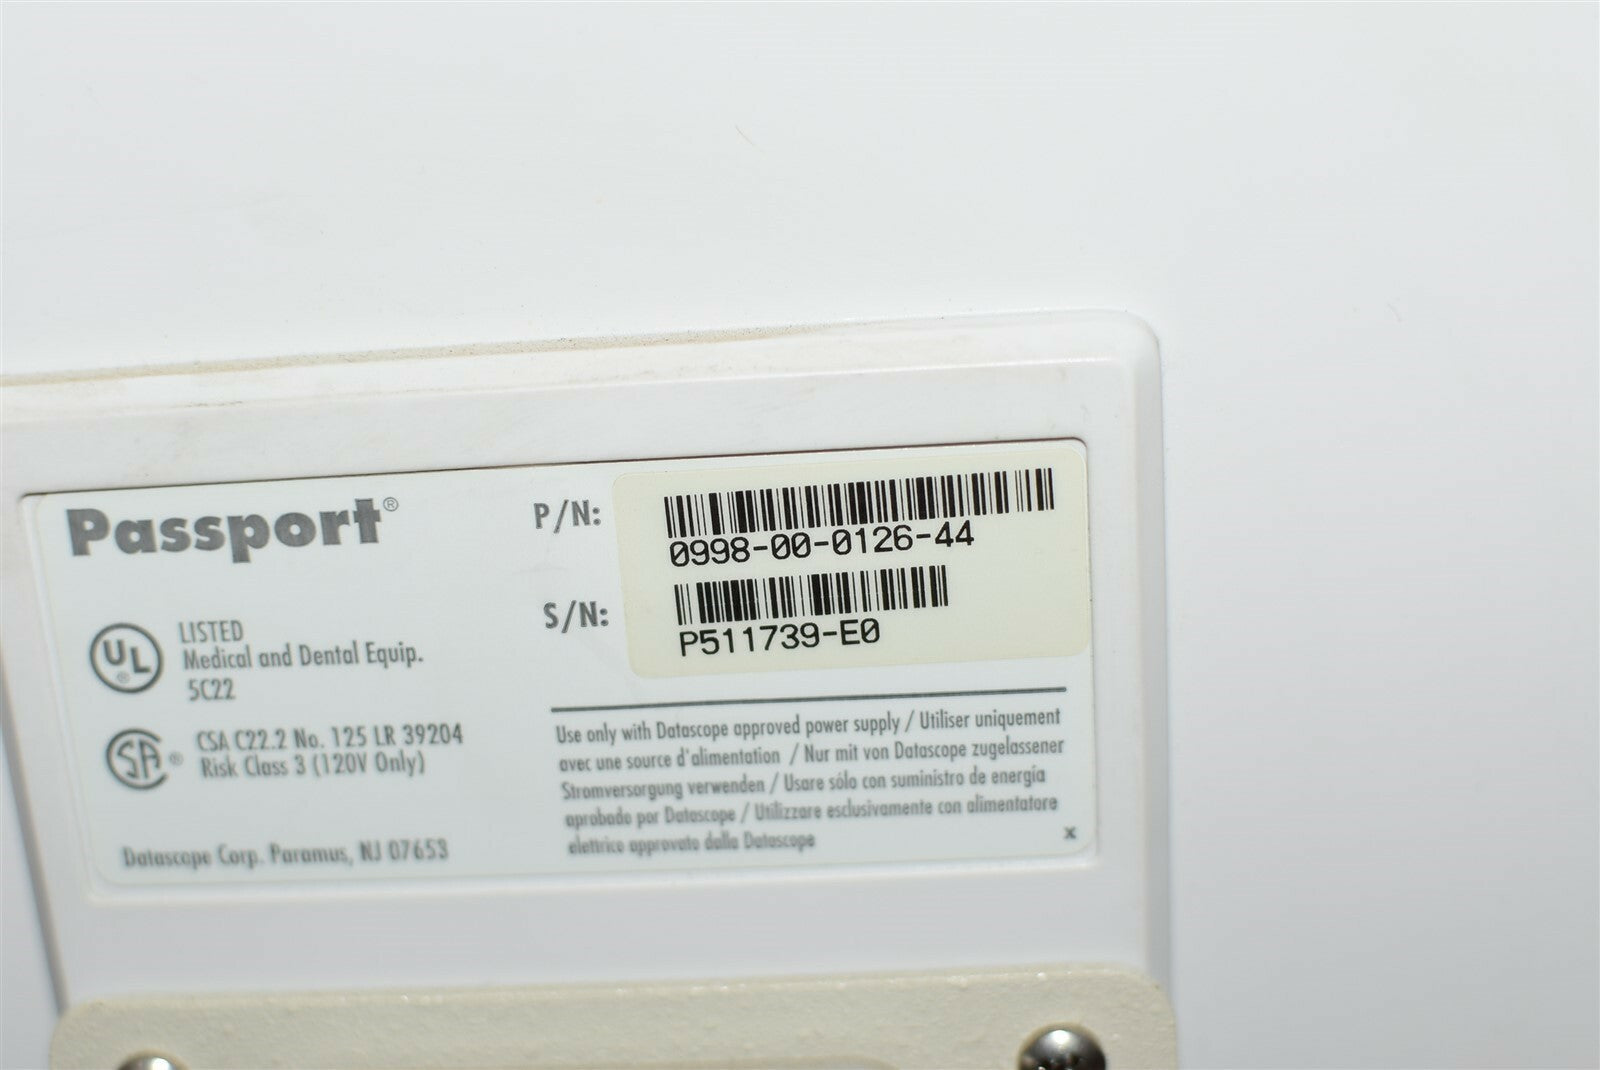 Passport®
P/N:
0998-00-0126-44
S/N:
P511739-E0
UL®
LISTED
Medical and Dental Equip.
5C22
SA®
CSA C22.2 No. 125 LR 39204
Risk Class 3 (120V Only)
Datascope Corp. Paramus, NJ 07653
Use only with Datascope approved power supply / Utiliser uniquement
avec une source d'alimentation / Nur mit von Datascope zugelassener
Stromversorgung verwenden / Usare sólo con suministro de energía
aprobado por Datascope / Utilizzare esclusivamente con alimentatore
elettrico approvato dalla Datascope
x